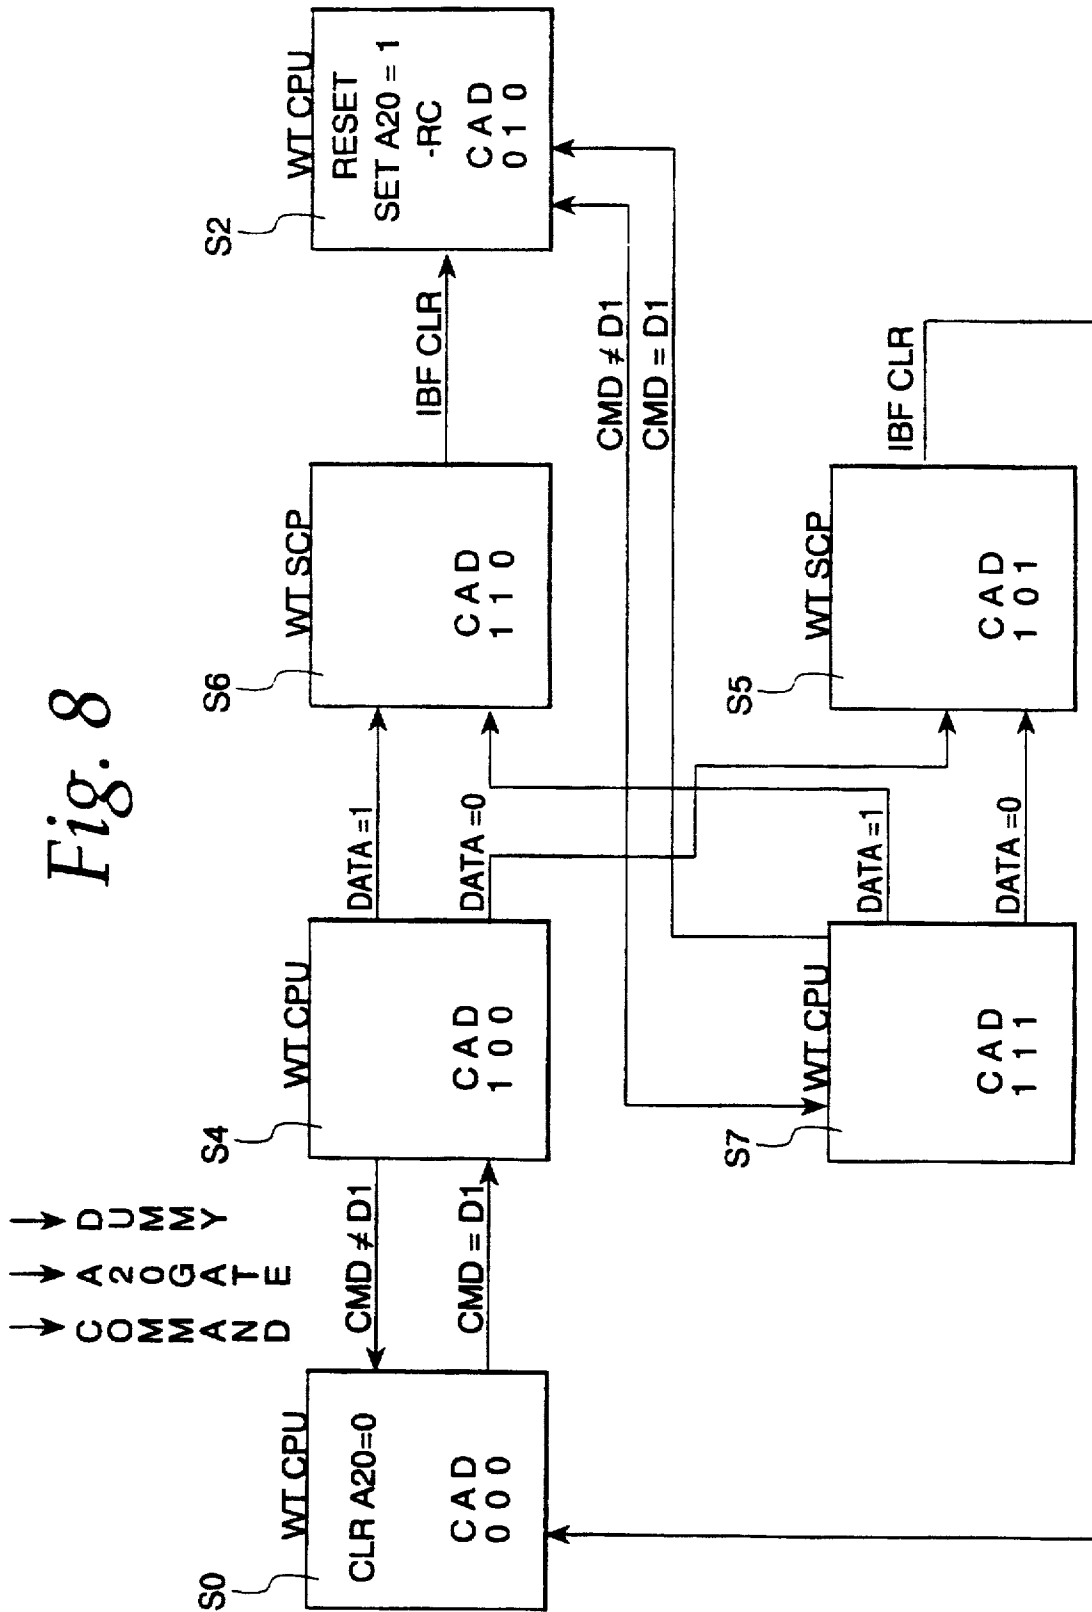 Fig. 8
COMMAND
A20GATE
DUMMY
S0
WT CPU
CLR A20=0
C A D
0 0 0
CMD ≠ D1
CMD = D1
S4
WT CPU
C A D
1 0 0
DATA =1
DATA =0
S6
WT SCP
C A D
1 1 0
IBF CLR
S2
WT CPU
RESET
SET A20 = 1
-RC
C A D
0 1 0
CMD ≠ D1
CMD = D1
S7
WT CPU
C A D
1 1 1
DATA =1
DATA =0
S5
WT SCP
C A D
1 0 1
IBF CLR